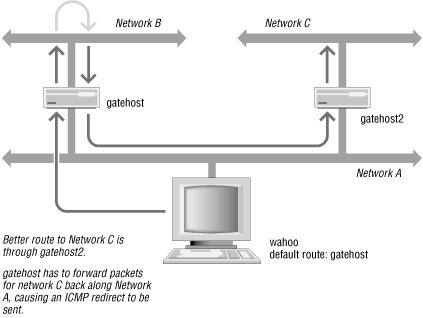 Network B
Network C
gatehost
gatehost2
Network A
wahoo
default route: gatehost
Better route to Network C is
through gatehost2.
gatehost has to forward packets
for network C back along Network
A, causing an ICMP redirect to be
sent.